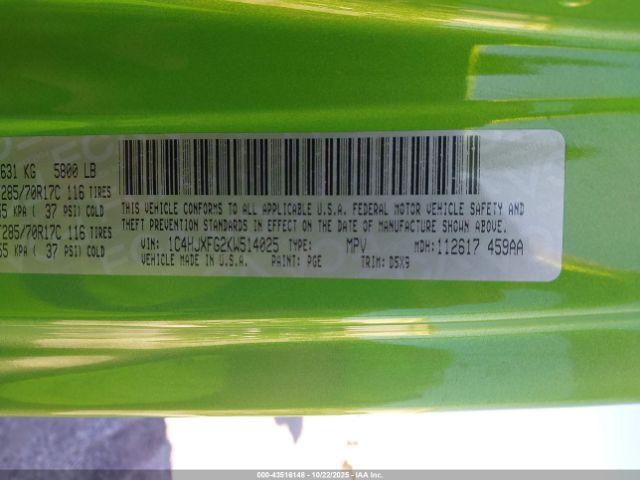 631 KG 5800 LB
285/70R17C 116 TIRES
KPA ( 37 PSI) COLD
285/70R17C 116 TIRES
KPA ( 37 PSI) COLD
THIS VEHICLE CONFORMS TO ALL APPLICABLE U.S.A. FEDERAL MOTOR VEHICLE SAFETY AND
THEFT PREVENTION STANDARDS IN EFFECT ON THE DATE OF MANUFACTURE SHOWN ABOVE.
VIN: 1C4HJXFG2KW514025 TYPE: MPV MDH: 112617 459AA
VEHICLE MADE IN U.S.A. PAINT: PGE TRIM: D5X9
000-43516148 - 10/22/2025 - IAA Inc.